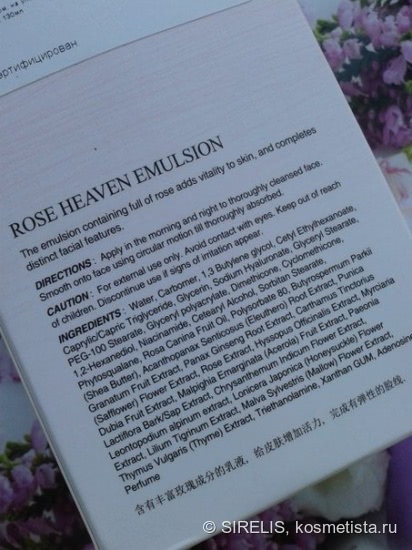 130мл
ертифицирован
ROSE HEAVEN EMULSION
The emulsion containing full of rose adds vitality to skin, and completes
distinct facial features.
DIRECTIONS : Apply in the morning and night to thoroughly cleansed face.
Smooth onto face using circular motion till thoroughly absorbed.
CAUTION : For external use only. Avoid contact with eyes. Keep out of reach
of children. Discontinue use if signs of irritation appear.
INGREDIENTS : Water, Carbomer, 1,3 Butylene glycol, Cetyl Ethylhexanoate,
Caprylic/Capric Triglyceride, Glycerin, Sodium Hyaluronate, Glyceryl Stearate,
PEG-100 Stearate, Glyceryl polyacrylate, Dimethicone, Cyclomethicone,
1,2-Hexanediol, Niacinamide, Cetearyl Alcohol, Sorbitan Stearate,
Phytosqualane, Rosa Canina Fruit Oil, Polysorbate 80, Butyrospermum Parkii
(Shea Butter), Acanthopanax Senticosus (Eleuthero) Root Extract, Punica
Granatum Fruit Extract, Panax Ginseng Root Extract, Carthamus Tinctorius
(Safflower) Flower Extract, Rose Extract, Hyssopus Officinalis Extract, Myrciaria
Dubia Fruit Extract, Malpighia Emarginata (Acerola) Fruit Extract, Paeonia
Lactiflora Bark/Sap Extract, Chrysanthemum Indicum Flower Extract,
Leontopodium alpinum extract, Lonicera Japonica (Honeysuckle) Flower
Extract, Lilium Tigrinum Extract, Malva Sylvestris (Mallow) Flower Extract,
Thymus Vulgaris (Thyme) Extract, Triethanolamine, Xanthan GUM, Adenosine
Perfume
含有丰富玫瑰成分的乳液，给皮肤增加活力，完成有弹性的脸线.
© SIRELIS, kosmetista.ru